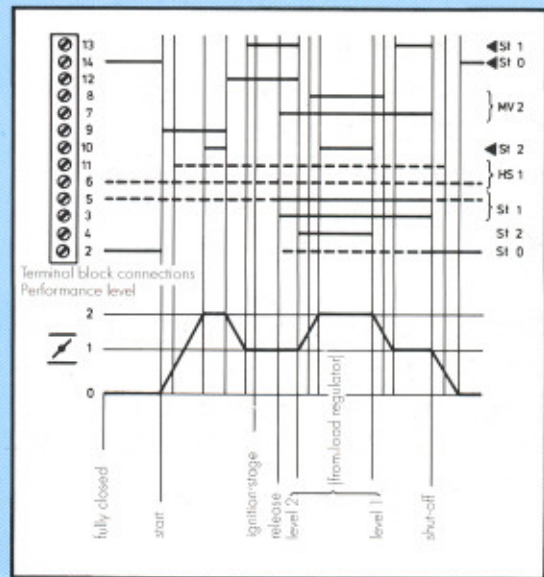 13 St 1
14 St 0
12
8
7 MV 2
9
10 St 2
11
6 HS 1
5
3 St 1
4 St 2
2 St 0
Terminal block connections
Performance level
2
1
0
fully closed
start
ignition stage
release
level 2
(from load regulator)
level 1
shut-off